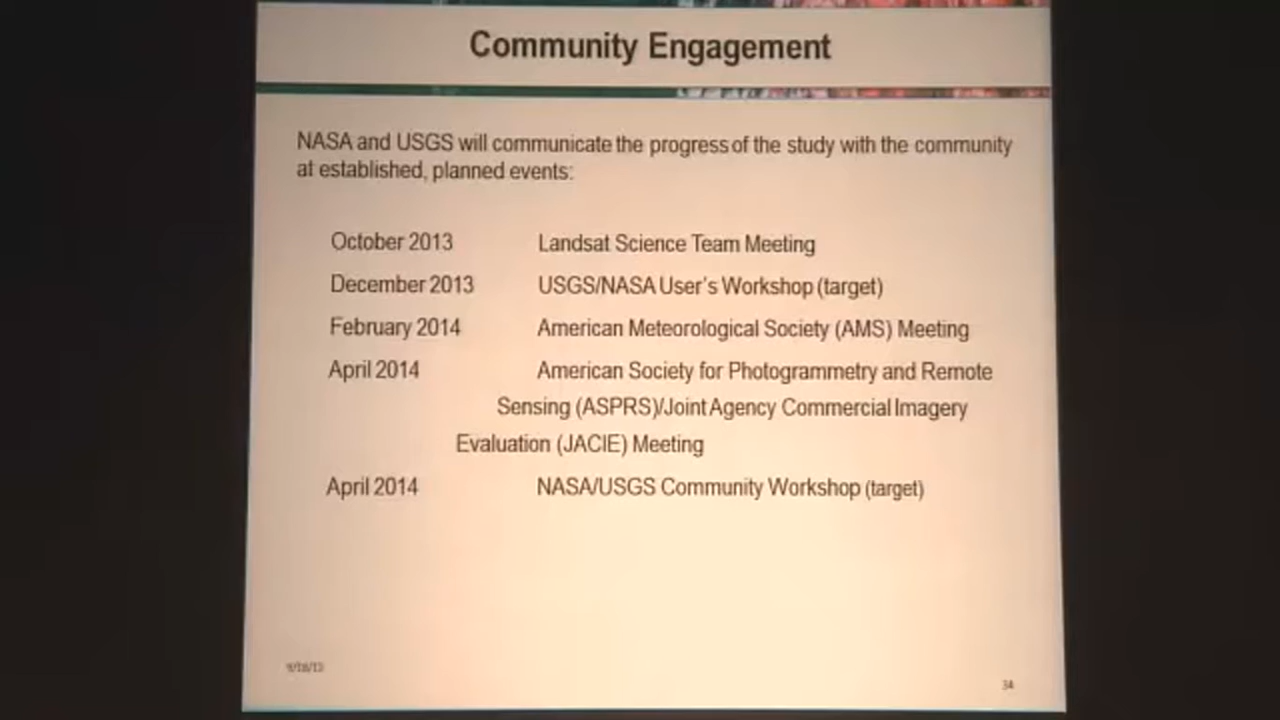 Community Engagement
NASA and USGS will communicate the progress of the study with the community
at established, planned events:
October 2013 Landsat Science Team Meeting
December 2013 USGS/NASA User's Workshop (target)
February 2014 American Meteorological Society (AMS) Meeting
April 2014 American Society for Photogrammetry and Remote
Sensing (ASPRS)/Joint Agency Commercial Imagery
Evaluation (JACIE) Meeting
April 2014 NASA/USGS Community Workshop (target)
34